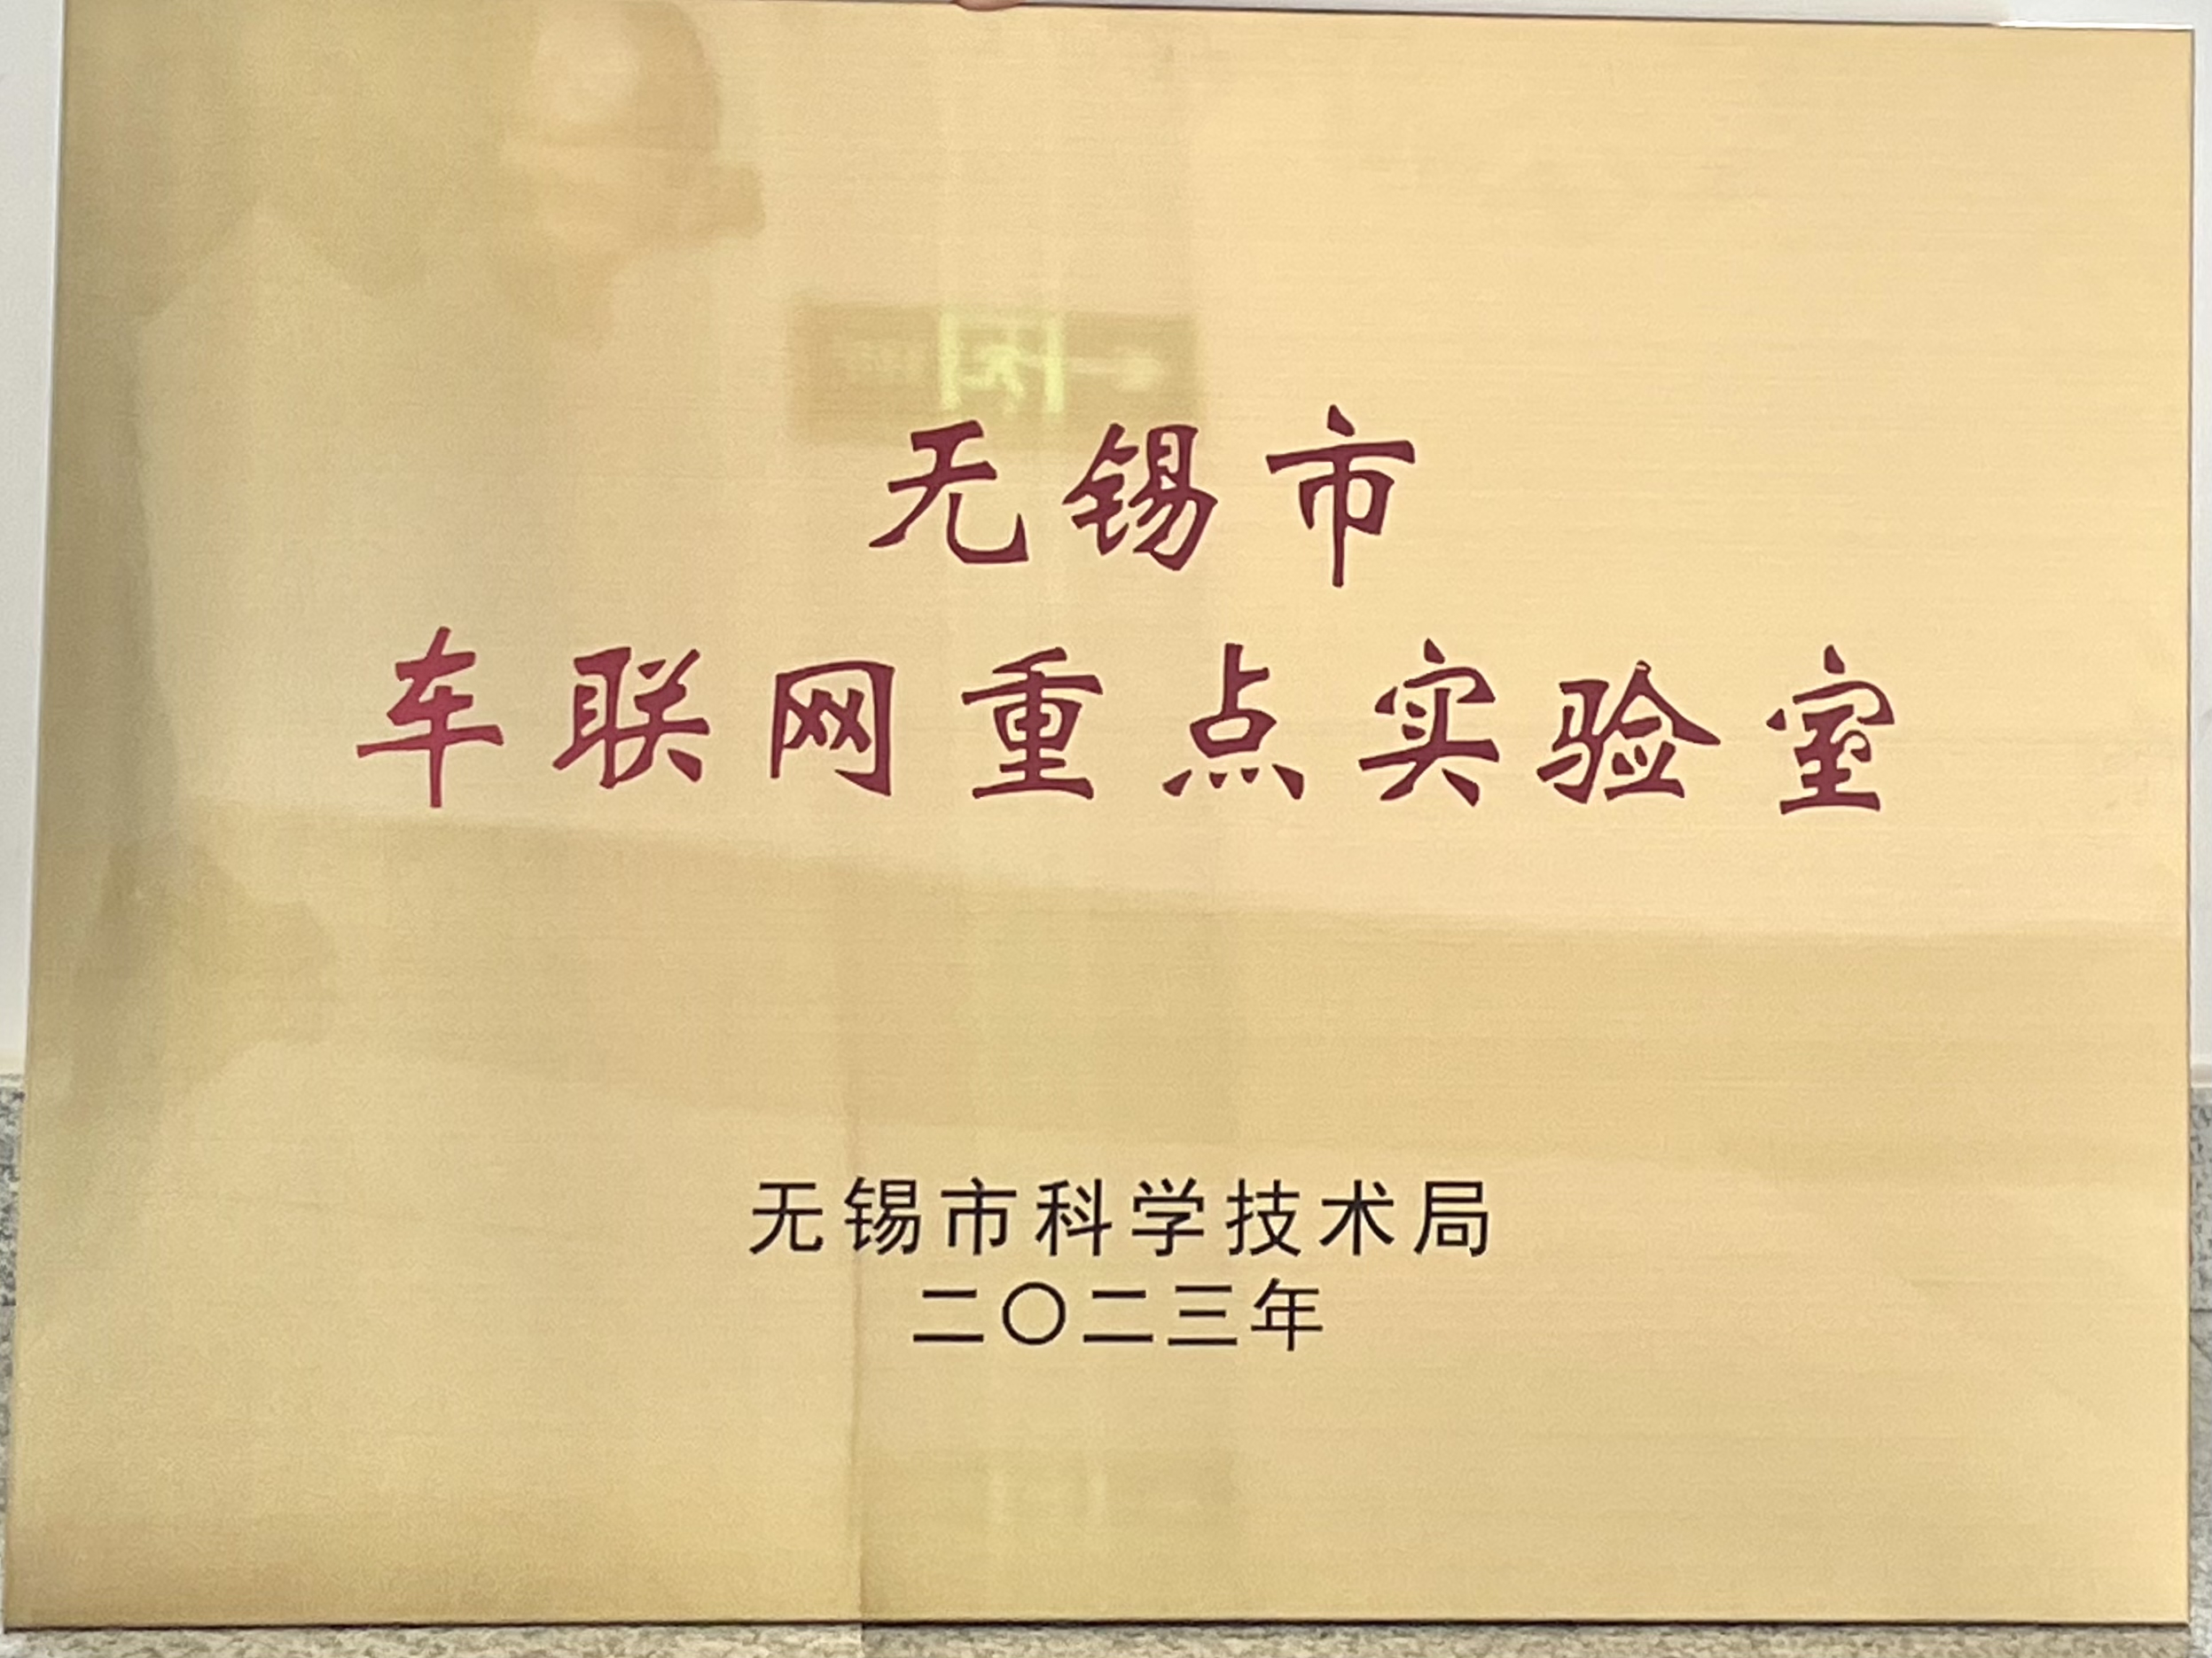 无锡市
车联网重点实验室
无锡市科学技术局
二〇二三年